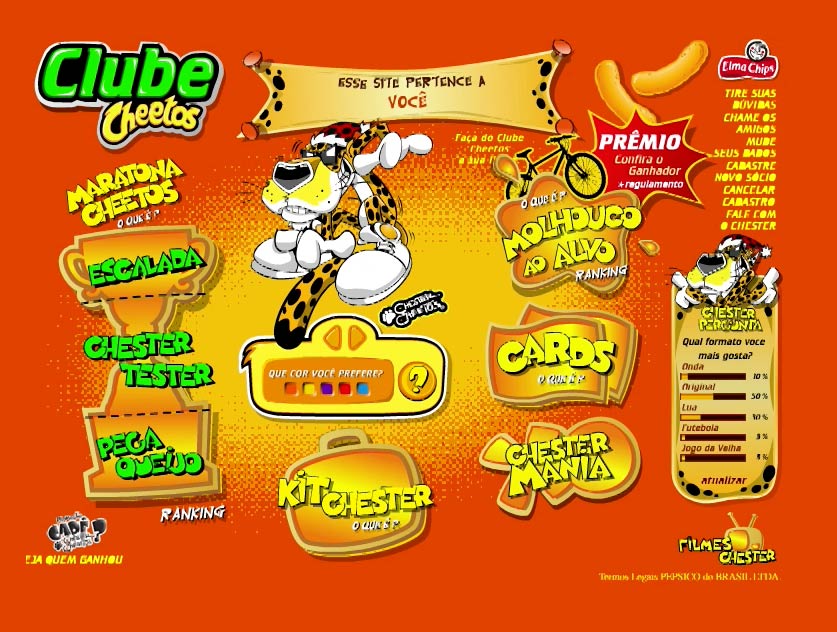 Clube
Cheetos
ESSE SITE PERTENCE A
VOCÊ
Elma Chips
TIRE SUAS
DÚVIDAS
CHAME OS
AMIGOS
MUDE
SEUS DADOS
CADASTRE
NOVO SÓCIO
CANCELAR
CADASTRO
FALE COM
O CHESTER
Faça do Clube
Cheetos
PRÊMIO
Confira o
Ganhador
★ regulamento
MARATONA
CHEETOS
O QUE É?
ESCALADA
CHESTER
TESTER
PEGA
QUEIJO
RANKING
O QUE É?
MOLHOUCO
AO ALVO
RANKING
CHESTER
CHEETOS
QUE COR VOCÊ PREFERE?
?
CARDS
O QUE É?
CHESTER
PERGUNTA
Qual formato voce
mais gosta?
Onda
10 %
Original
50 %
Lua
30 %
Futebola
5 %
Jogo da Velha
5 %
atualizar
KIT CHESTER
O QUE É?
CHESTER
MANIA
CADÊ?
EJA QUEM GANHOU
FILMES
CHESTER
Termos Legais PEPSICO do BRASIL LTDA.